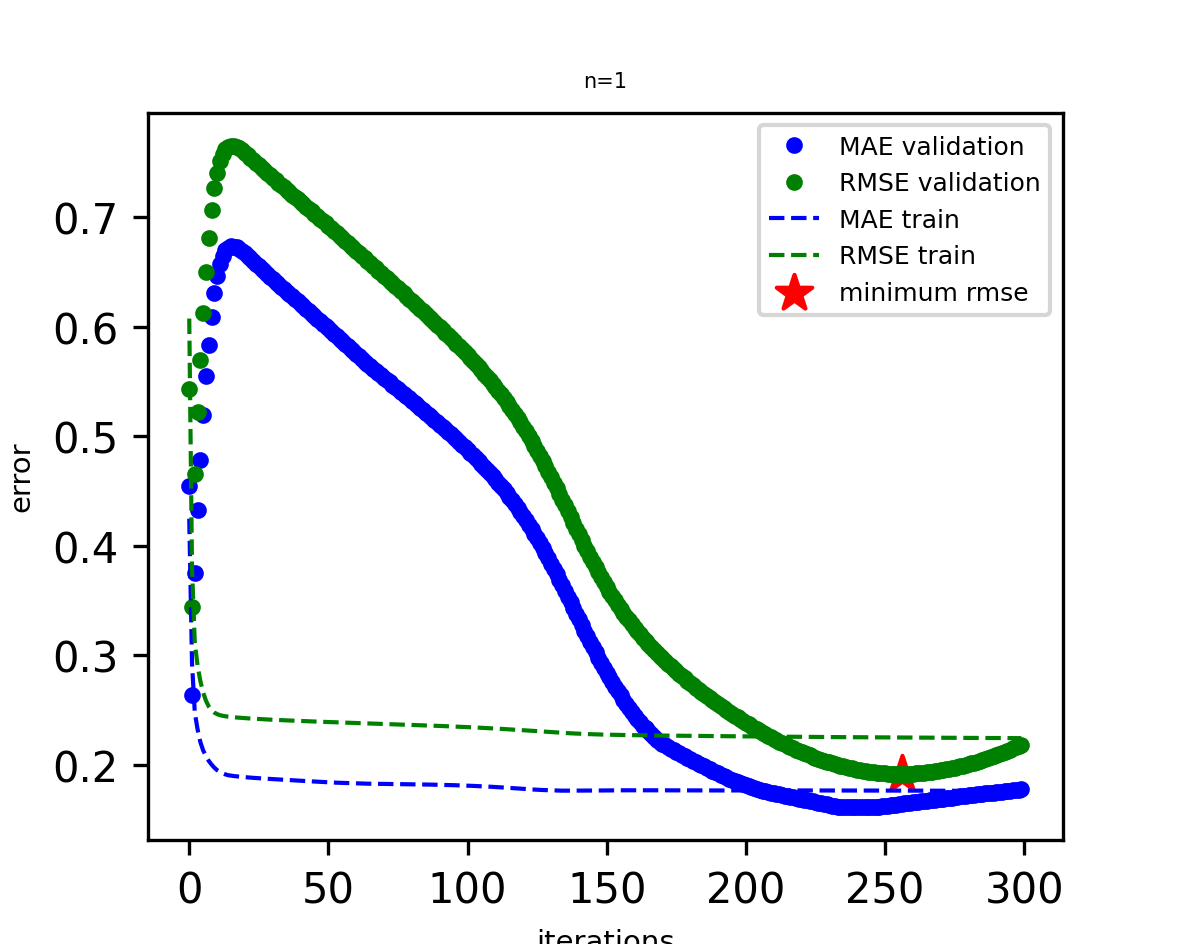 n=1
error
0.7
0.6
0.5
0.4
0.3
0.2
0 50 100 150 200 250 300
iterations
MAE validation
RMSE validation
MAE train
RMSE train
minimum rmse